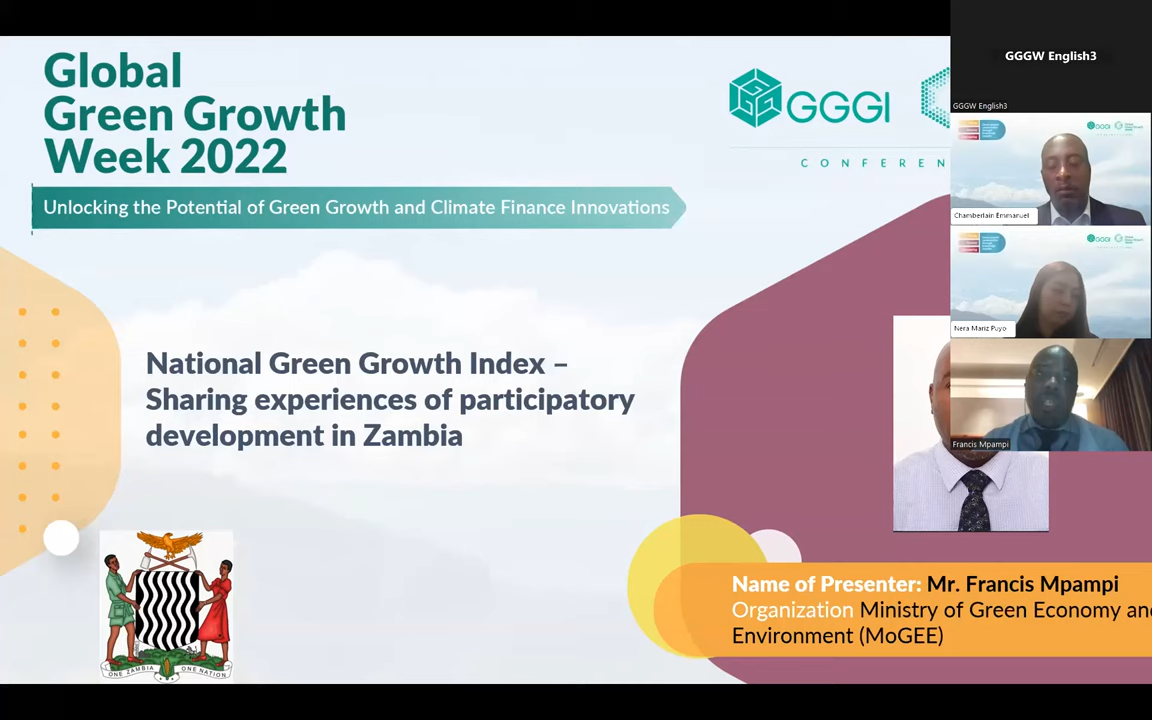 Global
Green Growth
Week 2022
GGGI
CONFEREN
Unlocking the Potential of Green Growth and Climate Finance Innovations
National Green Growth Index –
Sharing experiences of participatory
development in Zambia
ONE ZAMBIA ONE NATION
Name of Presenter: Mr. Francis Mpampi
Organization Ministry of Green Economy an
Environment (MoGEE)
GGGW English3
GGGW English3
GGGI
Chamberlain Emmanuel
GGGI
Nera Mariz Puyo
Francis Mpampi